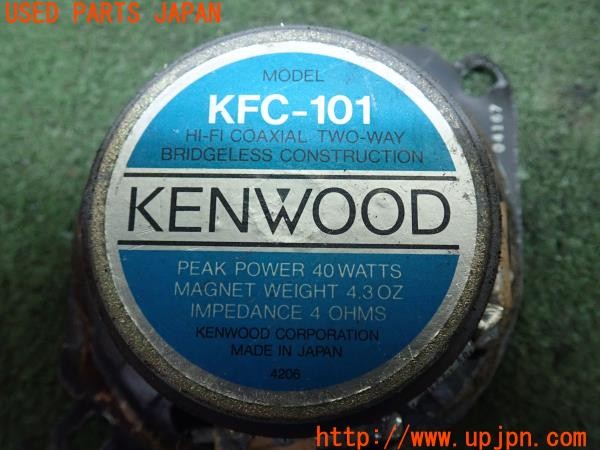 USED PARTS JAPAN
MODEL
KFC-101
HI-FI COAXIAL TWO-WAY
BRIDGELESS CONSTRUCTION
KENWOOD
PEAK POWER 40 WATTS
MAGNET WEIGHT 4.3 OZ
IMPEDANCE 4 OHMS
KENWOOD CORPORATION
MADE IN JAPAN
4206
http://www.upjpn.com